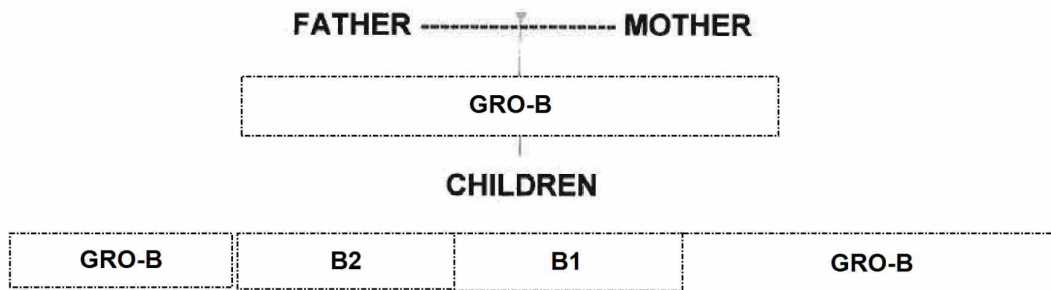 FATHER ---------------------- MOTHER
GRO-B
CHILDREN
GRO-B B2 B1 GRO-B